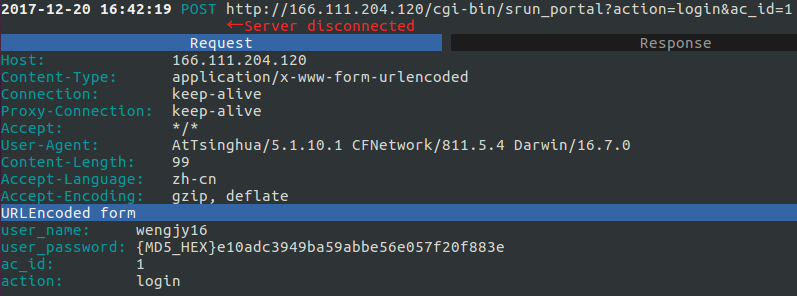 2017-12-20 16:42:19 POST http://166.111.204.120/cgi-bin/srun_portal?action=login&ac_id=1
←Server disconnected
Request Response
Host: 166.111.204.120
Content-Type: application/x-www-form-urlencoded
Connection: keep-alive
Proxy-Connection: keep-alive
Accept: */*
User-Agent: AtTsinghua/5.1.10.1 CFNetwork/811.5.4 Darwin/16.7.0
Content-Length: 99
Accept-Language: zh-cn
Accept-Encoding: gzip, deflate
URLEncoded form
user_name: wengjy16
user_password: {MD5_HEX}e10adc3949ba59abbe56e057f20f883e
ac_id: 1
action: login